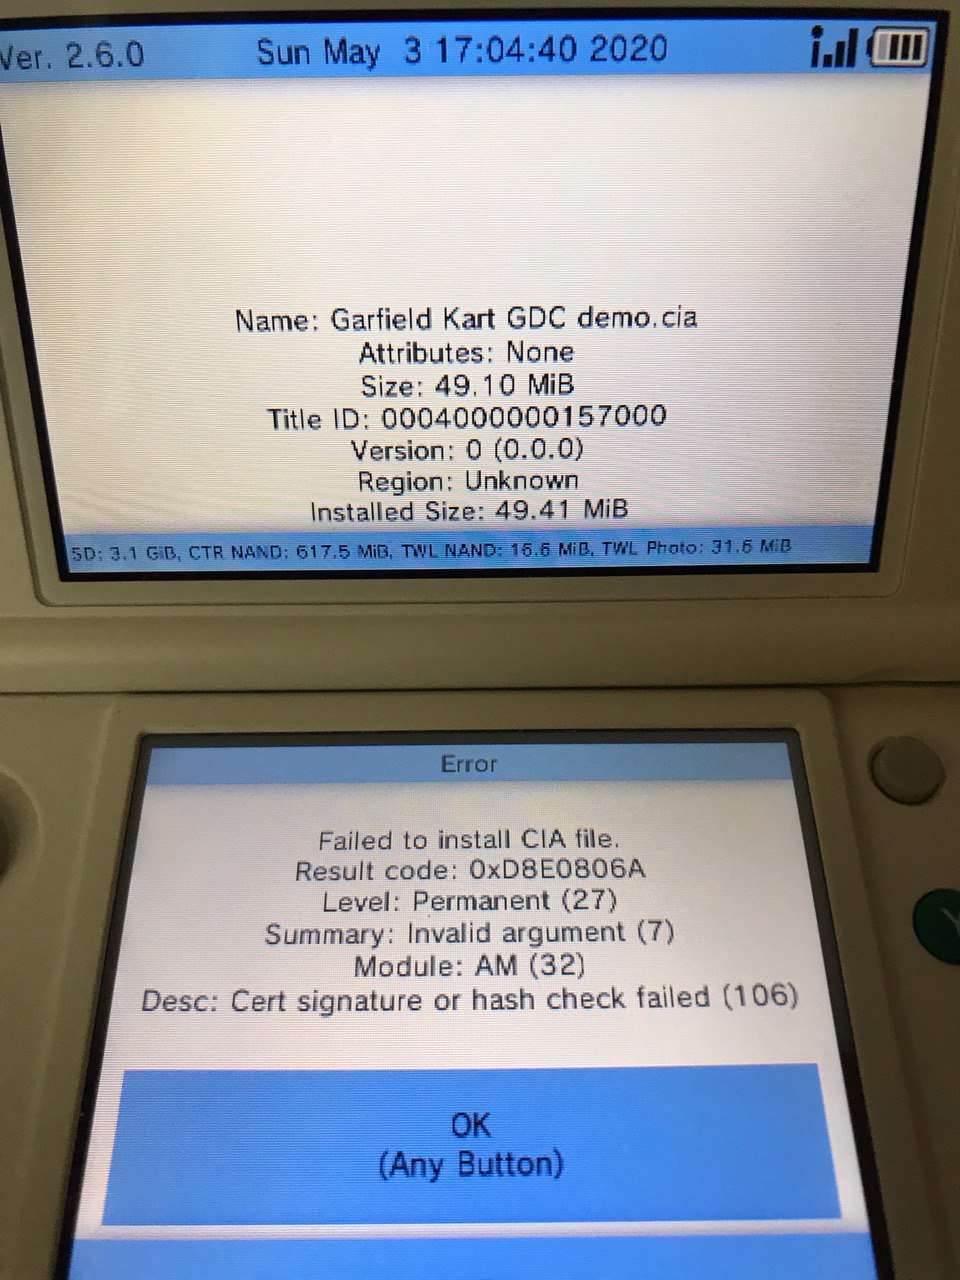 Ver. 2.6.0 Sun May 3 17:04:40 2020
Name: Garfield Kart GDC demo.cia
Attributes: None
Size: 49.10 MiB
Title ID: 0004000000157000
Version: 0 (0.0.0)
Region: Unknown
Installed Size: 49.41 MiB
SD: 3.1 GiB, CTR NAND: 617.5 MiB, TWL NAND: 16.6 MiB, TWL Photo: 31.6 MiB
Error
Failed to install CIA file.
Result code: 0xD8E0806A
Level: Permanent (27)
Summary: Invalid argument (7)
Module: AM (32)
Desc: Cert signature or hash check failed (106)
Y
OK
(Any Button)